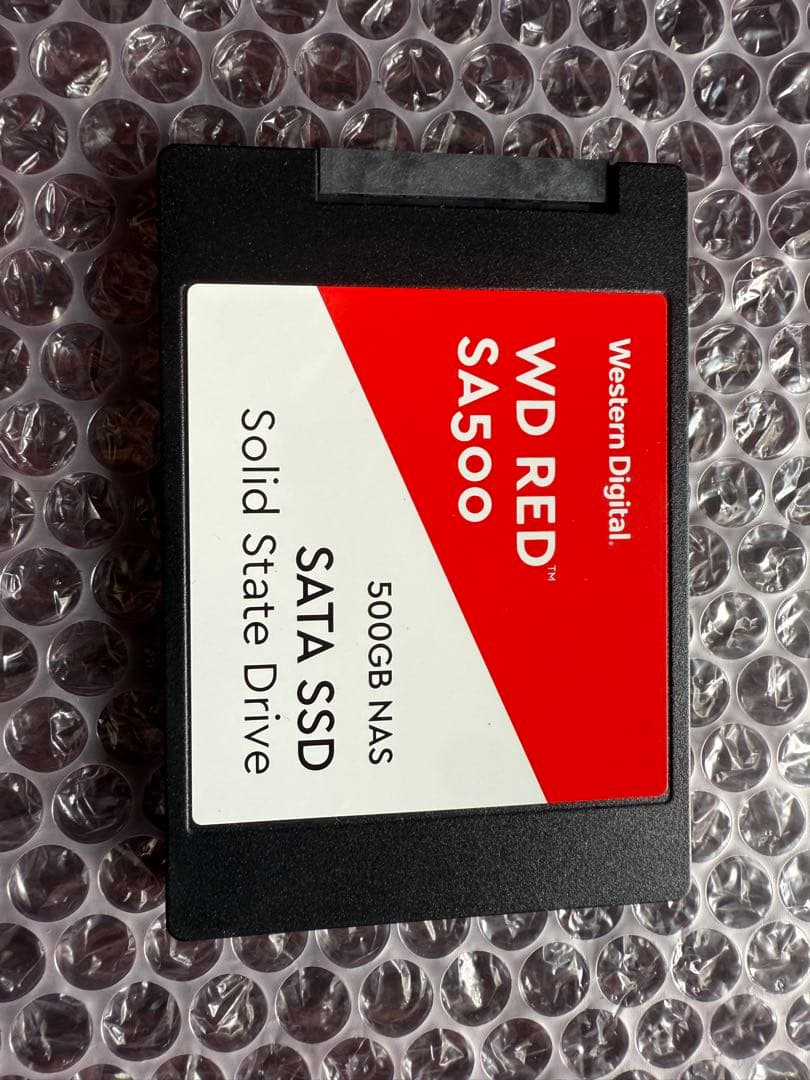 Western Digital.
WD RED™
SA500
500GB NAS
SATA SSD
Solid State Drive